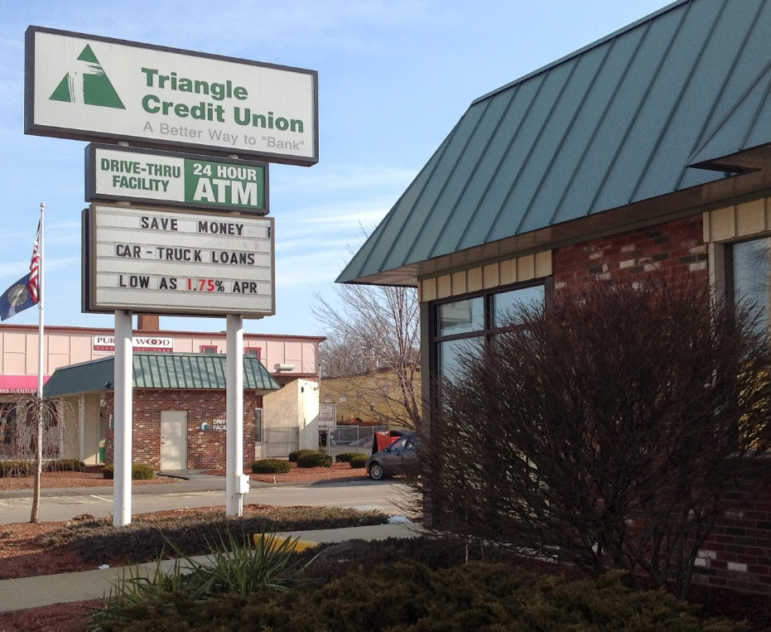 Triangle
Credit Union
A Better Way to "Bank"
DRIVE-THRU
FACILITY
24 HOUR
ATM
SAVE MONEY
CAR-TRUCK LOANS
LOW AS 1.75% APR
WOOD